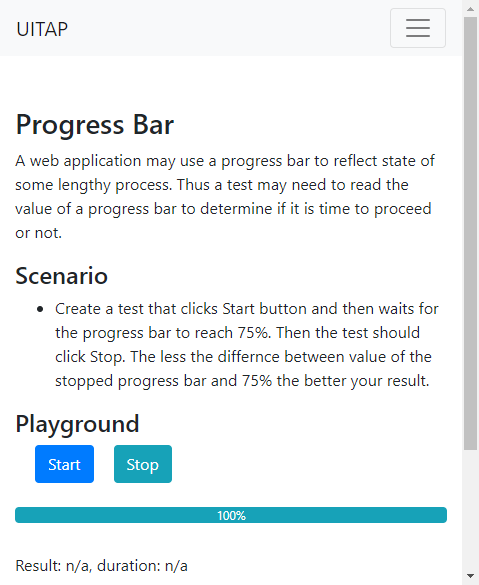 UITAP
Progress Bar
A web application may use a progress bar to reflect state of
some lengthy process. Thus a test may need to read the
value of a progress bar to determine if it is time to proceed
or not.
Scenario
Create a test that clicks Start button and then waits for
the progress bar to reach 75%. Then the test should
click Stop. The less the differnce between value of the
stopped progress bar and 75% the better your result.
Playground
Start Stop
100%
Result: n/a, duration: n/a